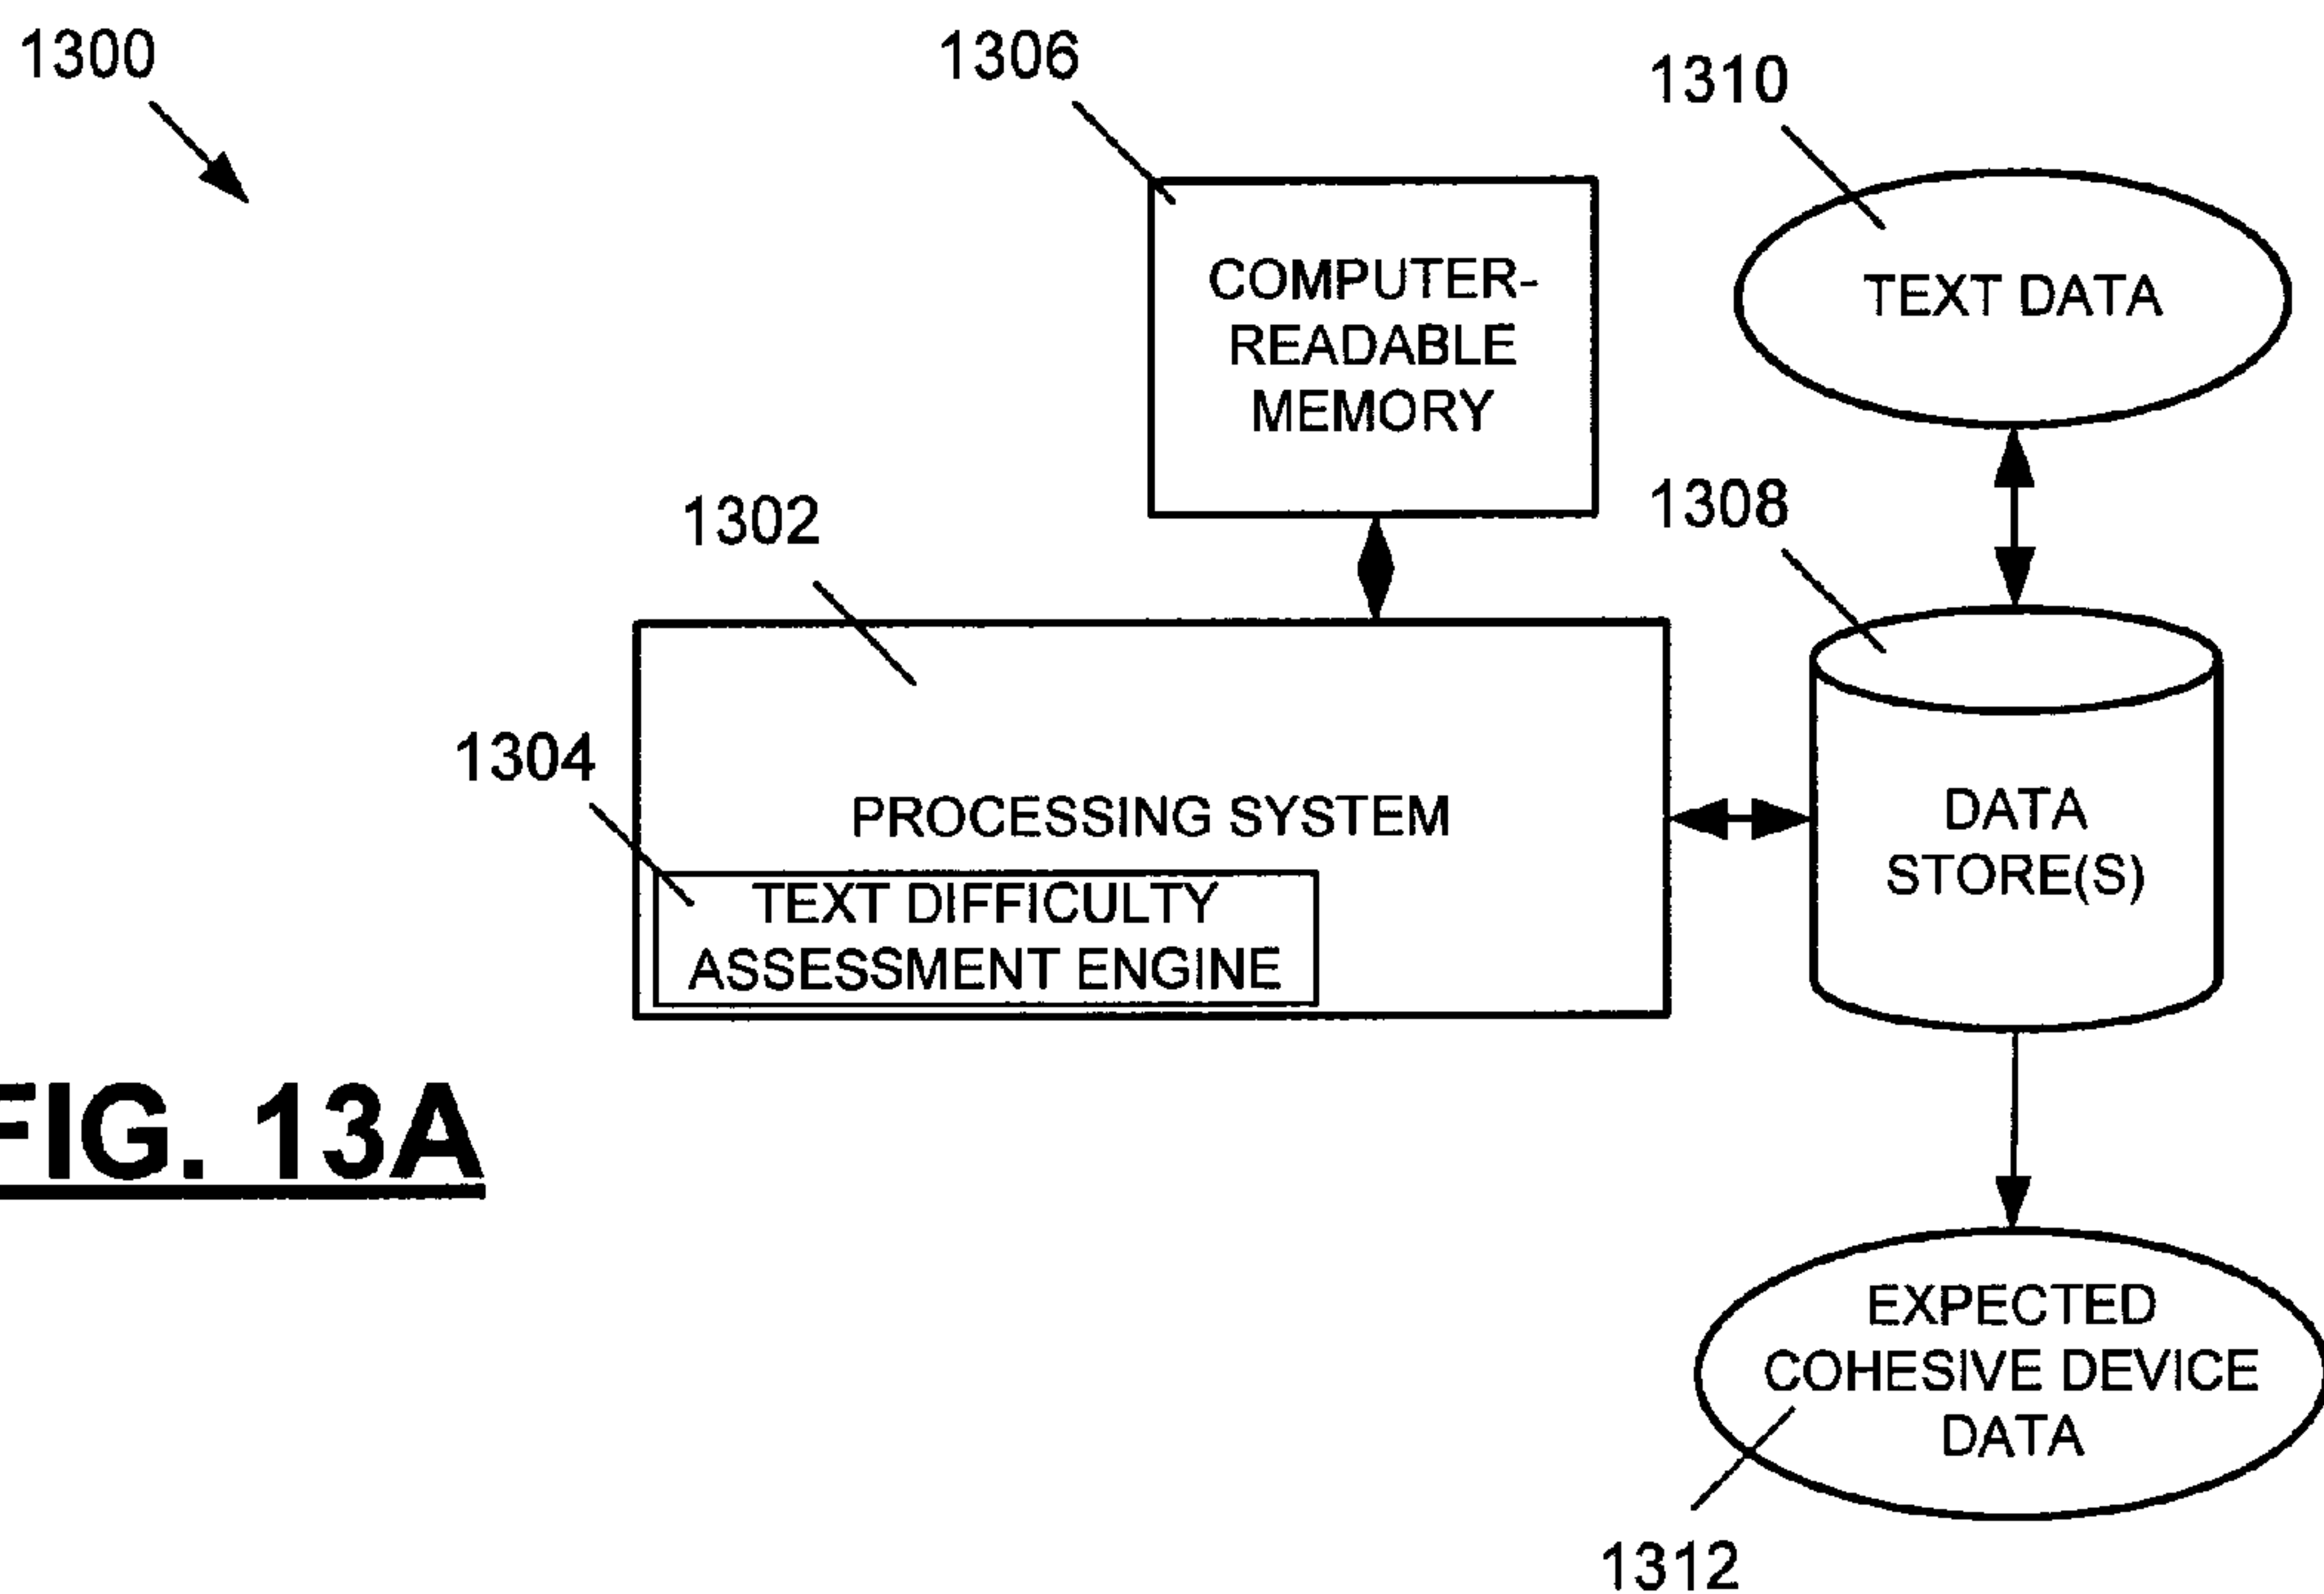 1300
1306
1310
COMPUTER-
READABLE
MEMORY
TEXT DATA
1302
1308
1304
PROCESSING SYSTEM
DATA
STORE(S)
TEXT DIFFICULTY
ASSESSMENT ENGINE
FIG. 13A
EXPECTED
COHESIVE DEVICE
DATA
1312